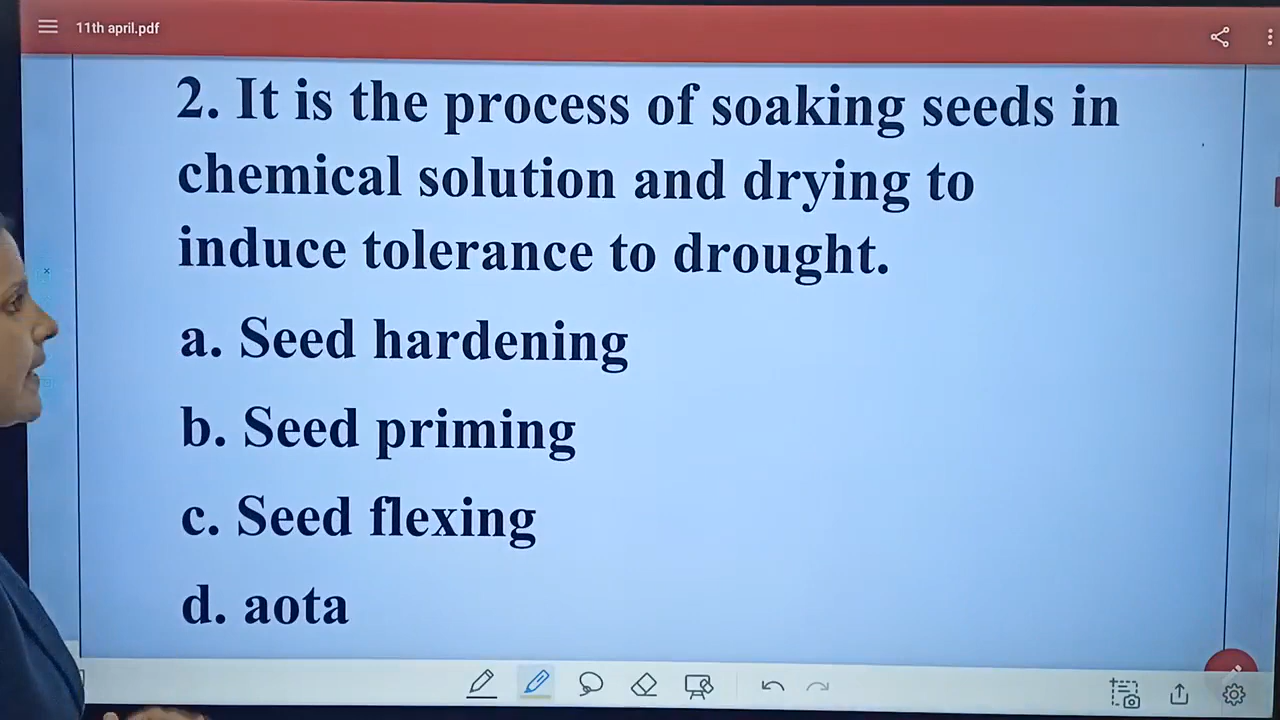 11th april.pdf
2. It is the process of soaking seeds in
chemical solution and drying to
induce tolerance to drought.
a. Seed hardening
b. Seed priming
c. Seed flexing
d. aota